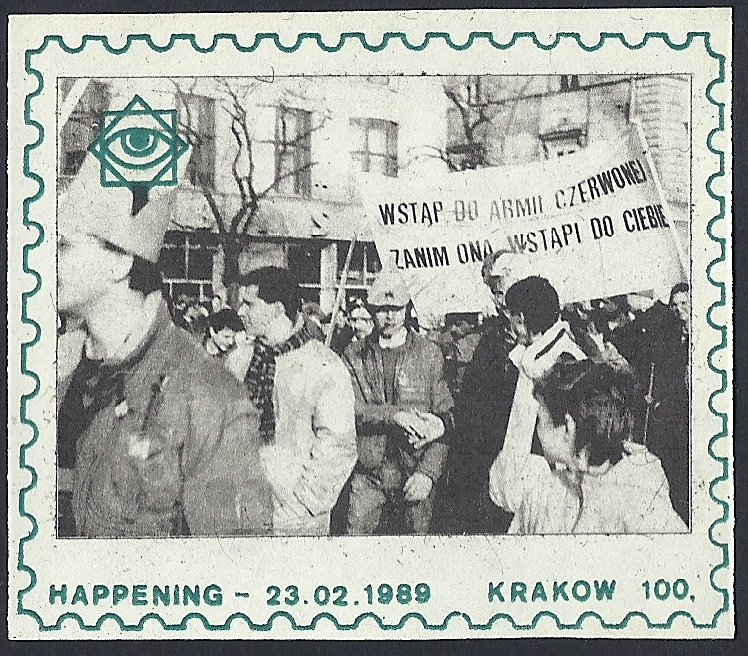 WSTĄP DO ARMII CZERWONEJ
ZANIM ONA WSTĄPI DO CIEBIE
HAPPENING - 23.02.1989 KRAKOW 100,